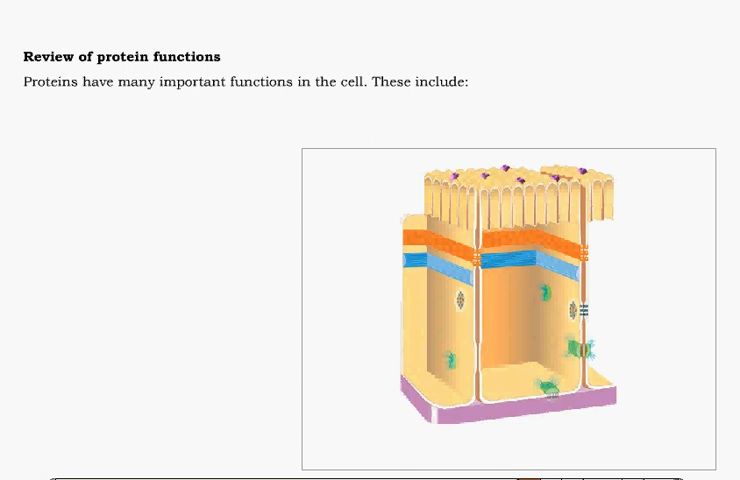 Review of protein functions
Proteins have many important functions in the cell. These include: